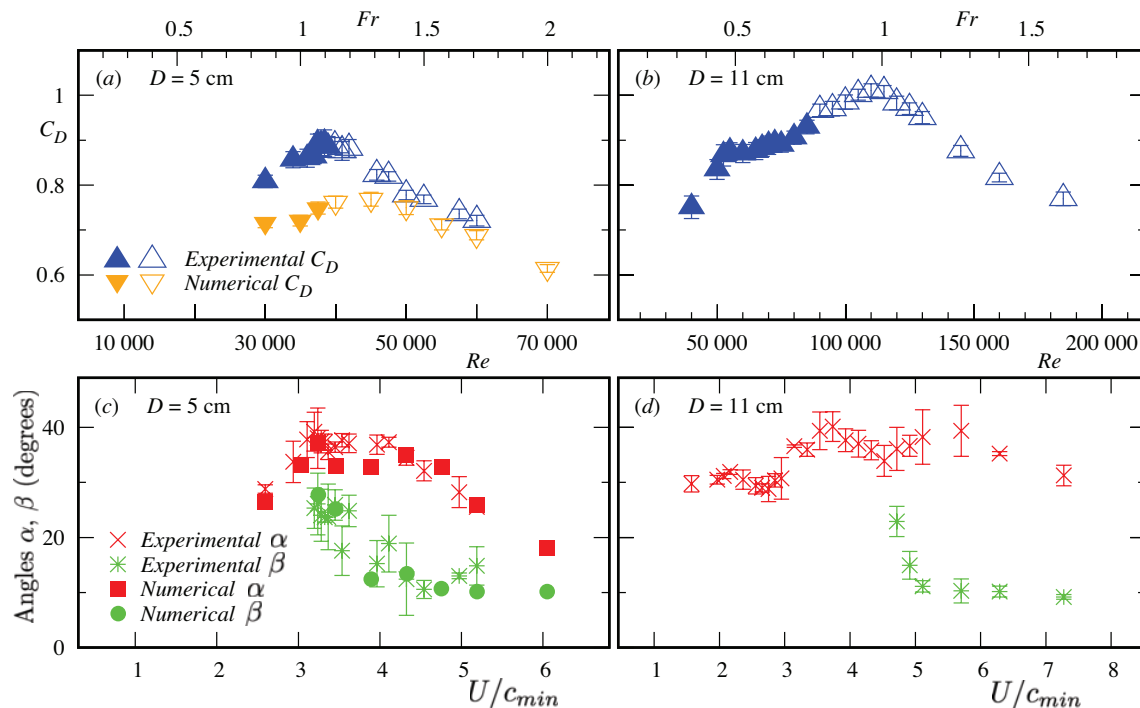 Fr Fr
0.5 1 1.5 2 0.5 1 1.5
(a) D = 5 cm (b) D = 11 cm
1
C_D
0.8
0.6
Experimental C_D
Numerical C_D
10 000 30 000 50 000 70 000 50 000 100 000 150 000 200 000
Re Re
(c) D = 5 cm (d) D = 11 cm
Angles α, β (degrees)
40
20
0
Experimental α
Experimental β
Numerical α
Numerical β
1 2 3 4 5 6 1 2 3 4 5 6 7 8
U/c_min U/c_min